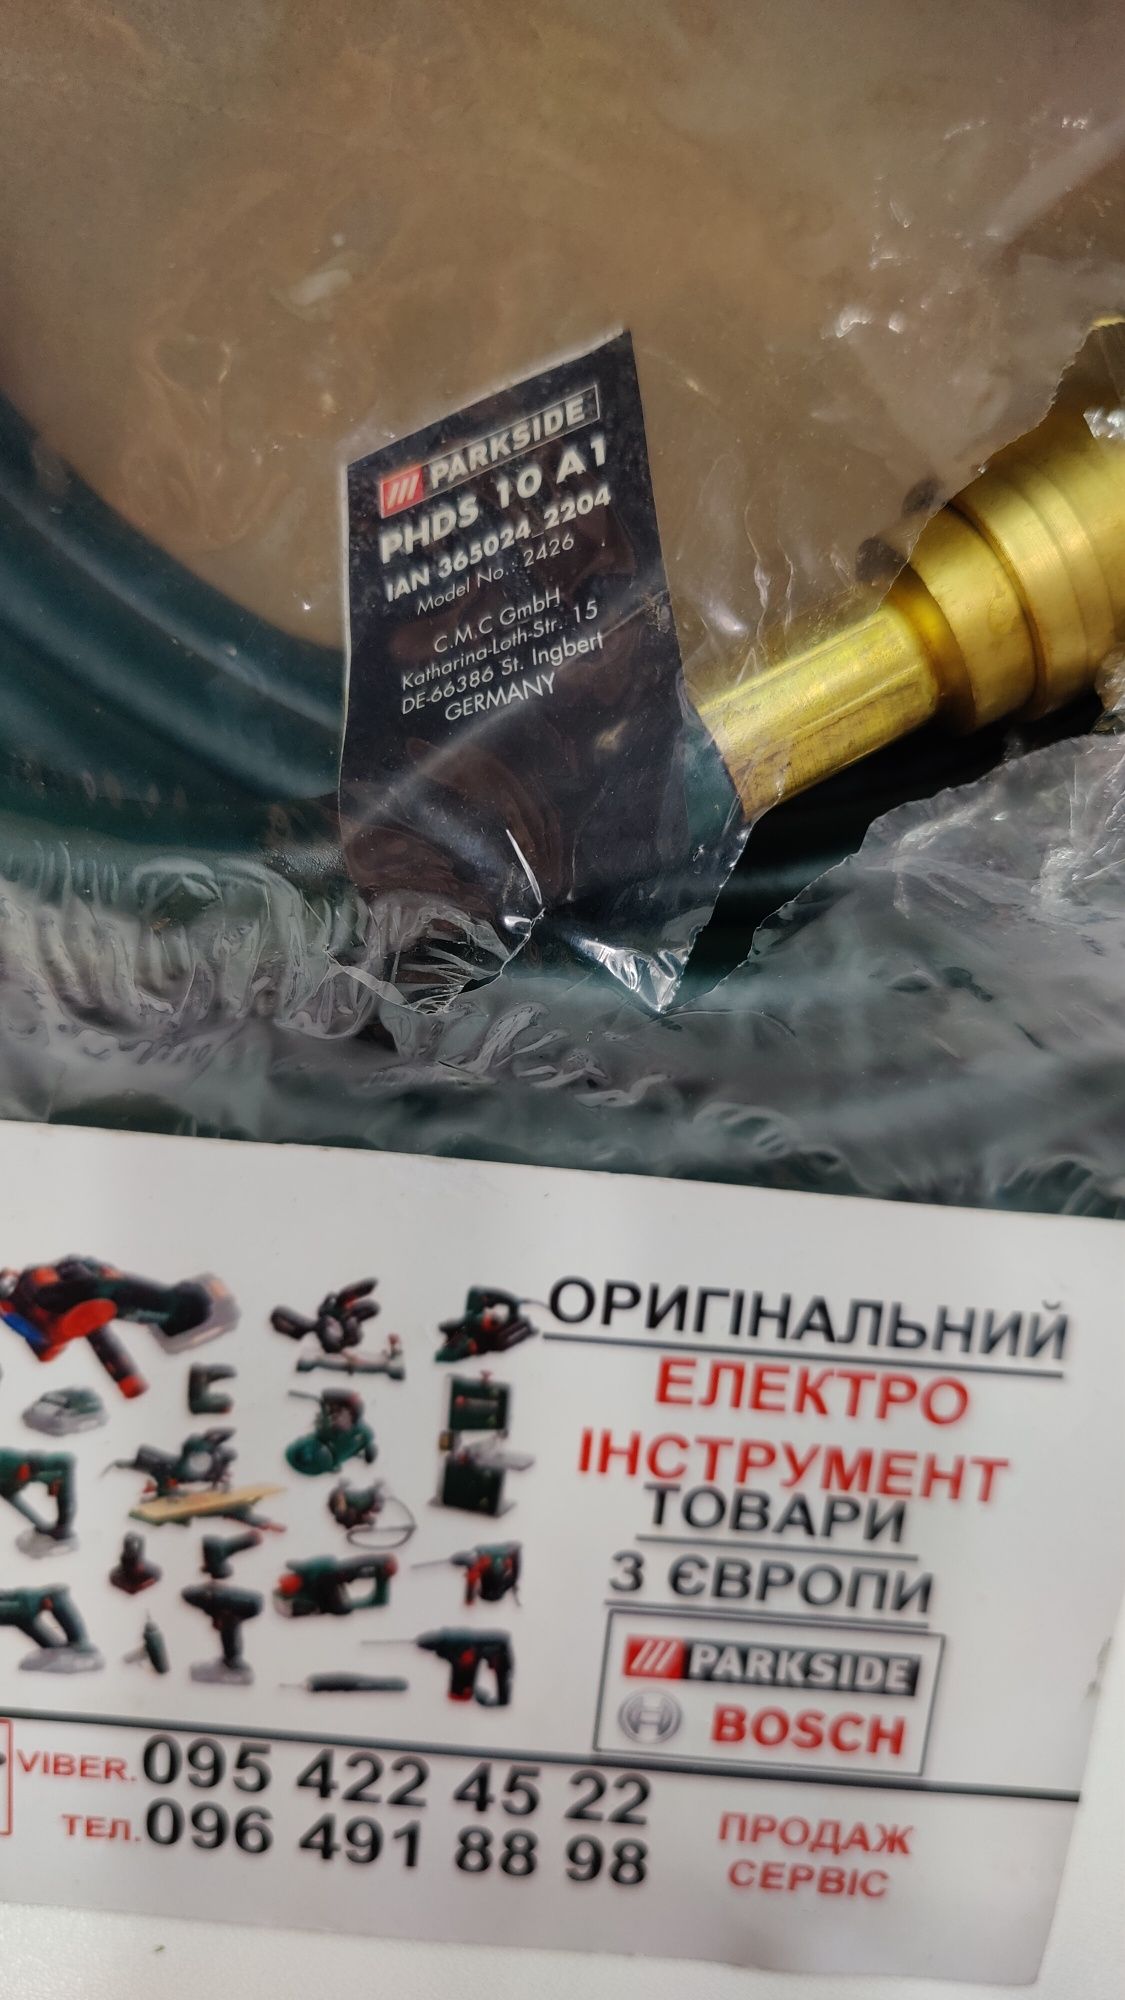 PARKSIDE
PHDS 10 A1
IAN 365024_2204
Model No.: 2426
C.M.C GmbH
Katharina-Loth-Str. 15
DE-66386 St. Ingbert
GERMANY
ОРИГІНАЛЬНИЙ
ЕЛЕКТРО
ІНСТРУМЕНТ
ТОВАРИ
З ЄВРОПИ
PARKSIDE
BOSCH
VIBER. 095 422 45 22
ТЕЛ. 096 491 88 98
ПРОДАЖ
СЕРВІС